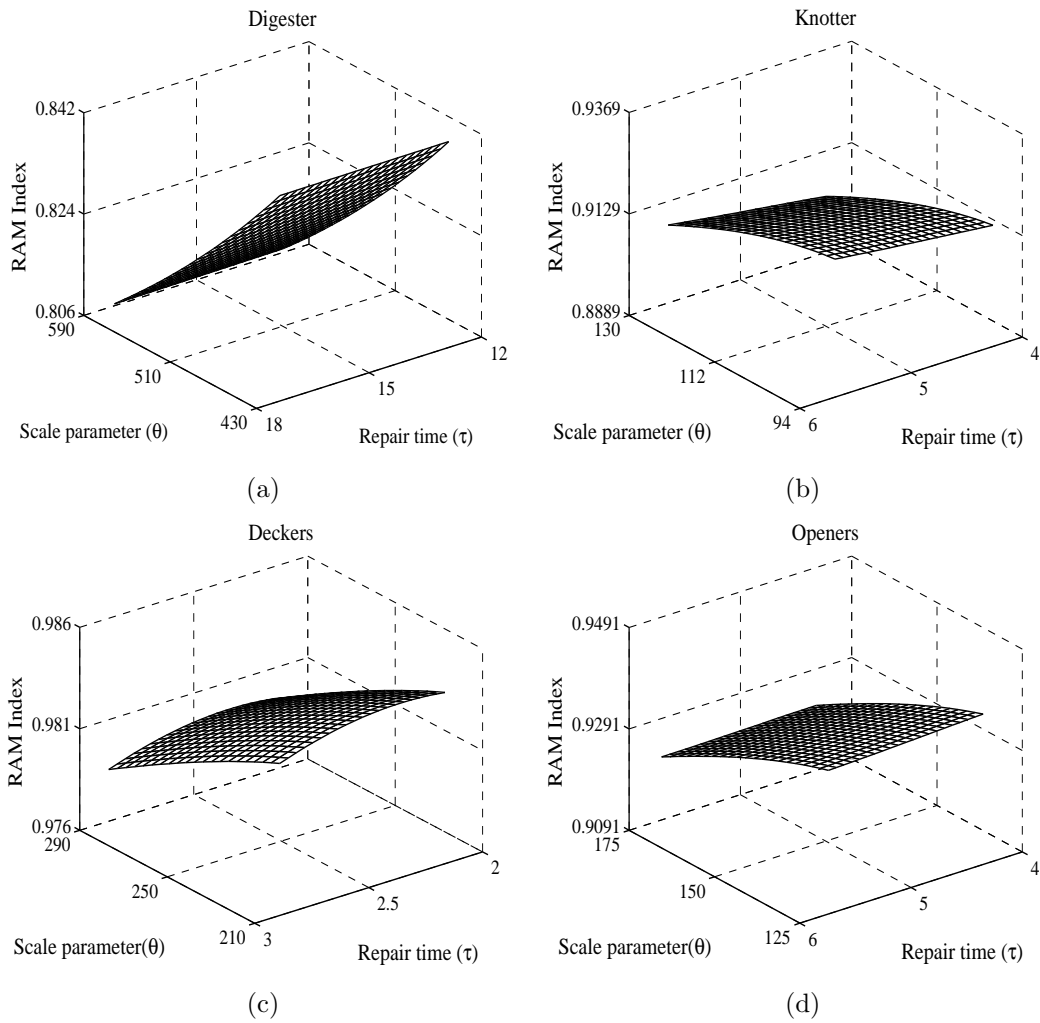 Digester
0.842
0.824
0.806
RAM Index
590
510
430
18
15
12
Scale parameter (θ)
Repair time (τ)
(a)
Knotter
0.9369
0.9129
0.8889
RAM Index
130
112
94
6
5
4
Scale parameter (θ)
Repair time (τ)
(b)
Deckers
0.986
0.981
0.976
RAM Index
290
250
210
3
2.5
2
Scale parameter(θ)
Repair time (τ)
(c)
Openers
0.9491
0.9291
0.9091
RAM Index
175
150
125
6
5
4
Scale parameter(θ)
Repair time (τ)
(d)